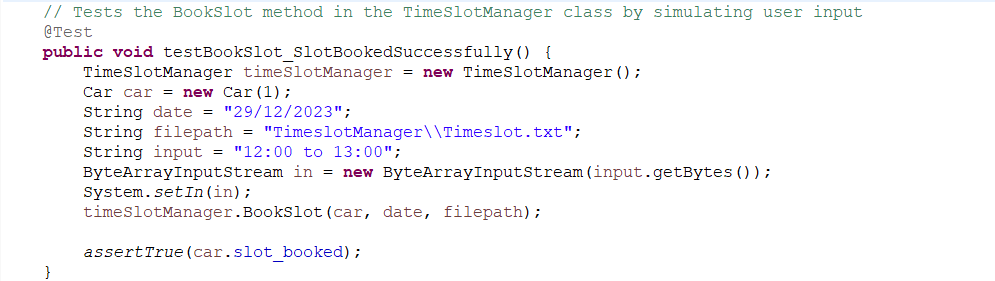 // Tests the BookSlot method in the TimeSlotManager class by simulating user input
@Test
public void testBookSlot_SlotBookedSuccessfully() {
TimeSlotManager timeSlotManager = new TimeSlotManager();
Car car = new Car(1);
String date = "29/12/2023";
String filepath = "TimeslotManager\\Timeslot.txt";
String input = "12:00 to 13:00";
ByteArrayInputStream in = new ByteArrayInputStream(input.getBytes());
System.setIn(in);
timeSlotManager.BookSlot(car, date, filepath);
assertTrue(car.slot_booked);
}